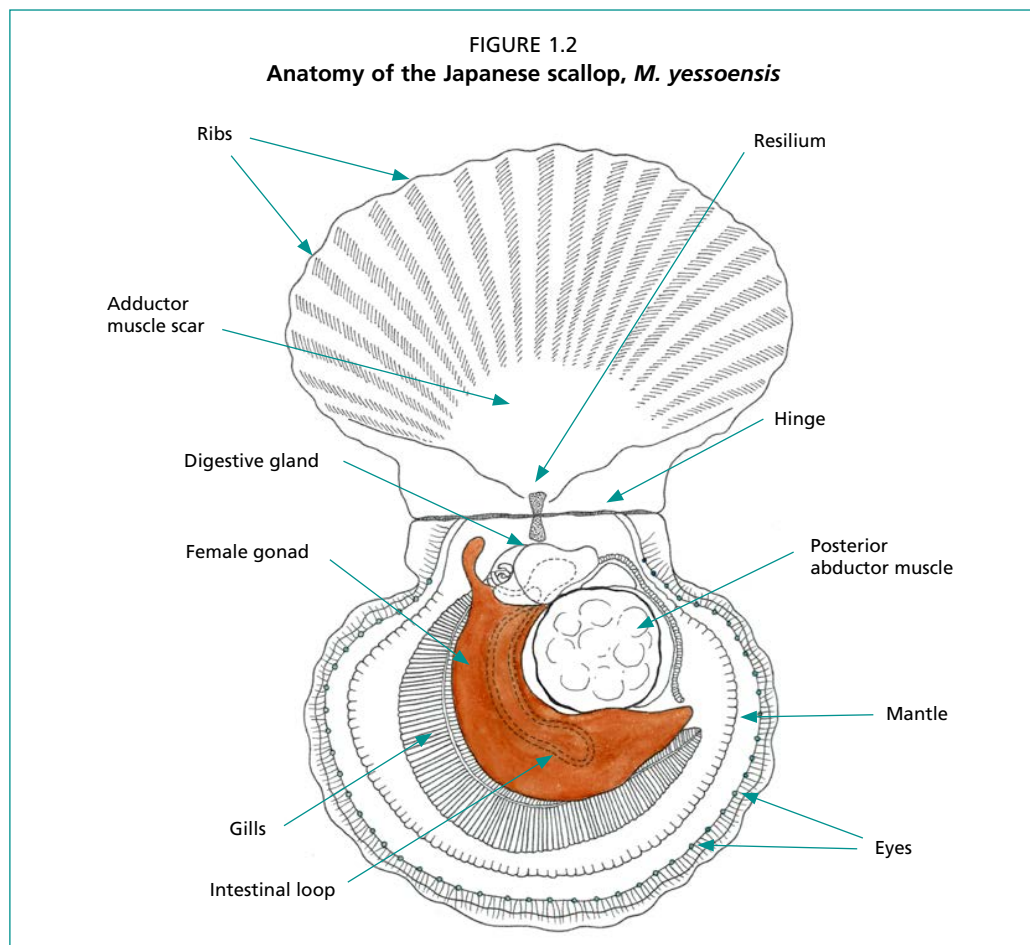 FIGURE 1.2
Anatomy of the Japanese scallop, M. yessoensis
Ribs
Resilium
Adductor
muscle scar
Hinge
Digestive gland
Female gonad
Posterior
abductor muscle
Mantle
Gills
Eyes
Intestinal loop